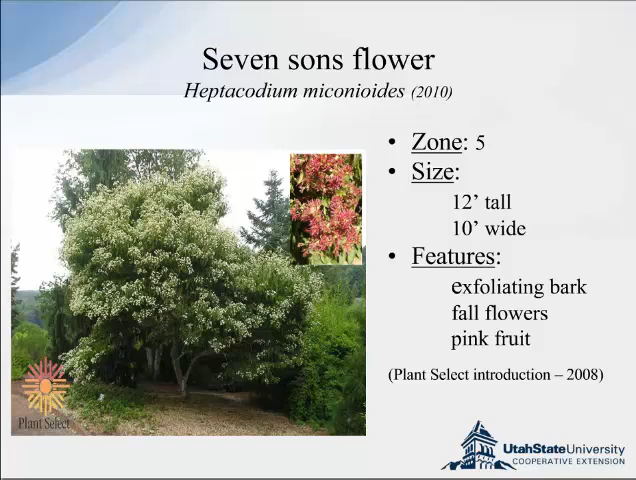 Seven sons flower
Heptacodium miconioides (2010)
• Zone: 5
• Size:
12’ tall
10’ wide
• Features:
exfoliating bark
fall flowers
pink fruit
(Plant Select introduction – 2008)
Plant Select
UtahStateUniversity
COOPERATIVE EXTENSION